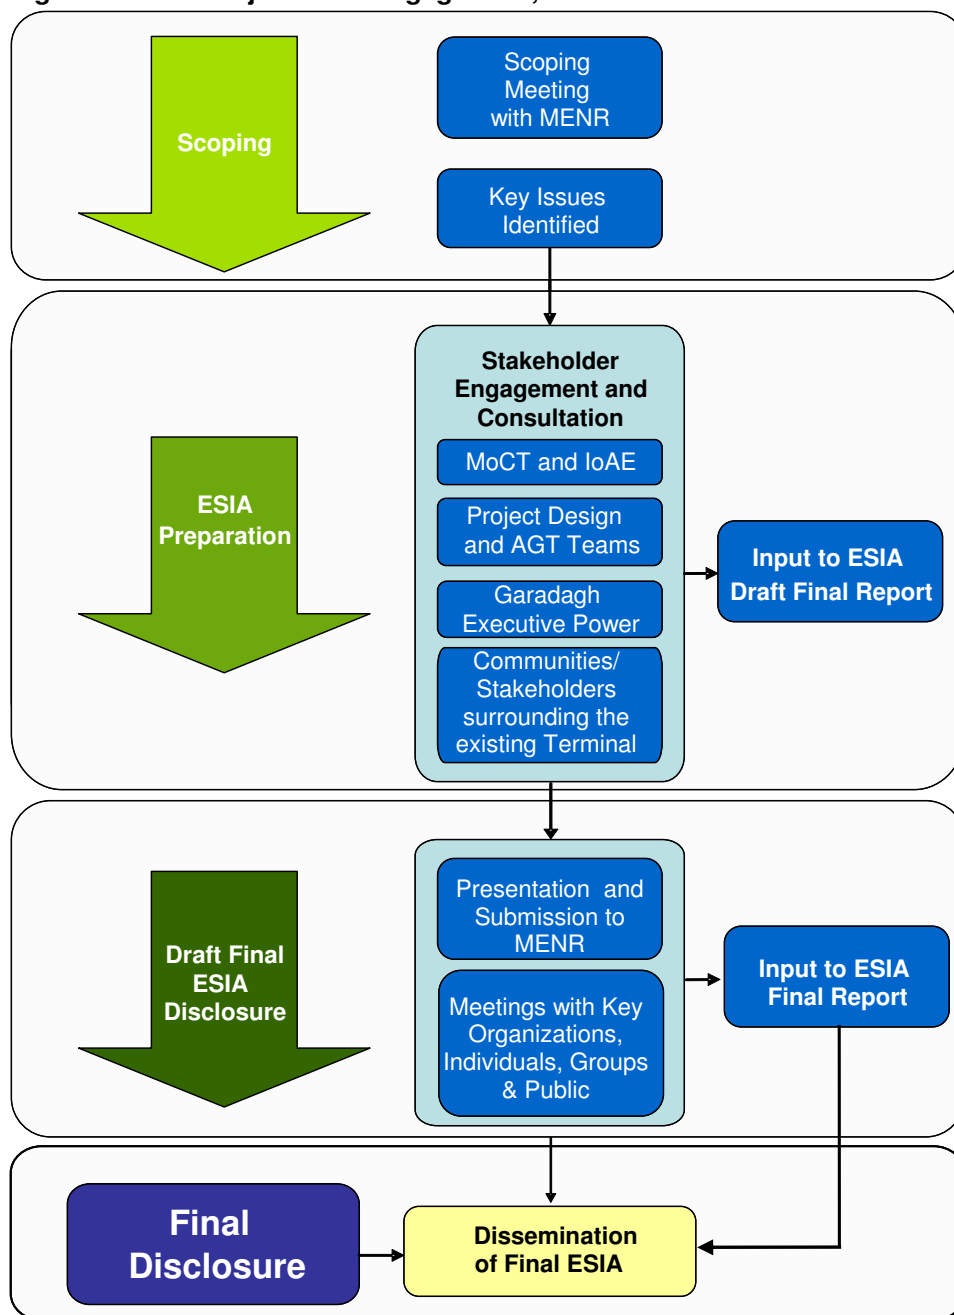 Scoping
Meeting
with MENR
Scoping
Key Issues
Identified
Stakeholder
Engagement and
Consultation
MoCT and IoAE
ESIA
Preparation
Project Design
and AGT Teams
Input to ESIA
Draft Final Report
Garadagh
Executive Power
Communities/
Stakeholders
surrounding the
existing Terminal
Presentation and
Submission to
MENR
Draft Final
ESIA
Disclosure
Input to ESIA
Final Report
Meetings with Key
Organizations,
Individuals, Groups
& Public
Final
Disclosure
Dissemination
of Final ESIA